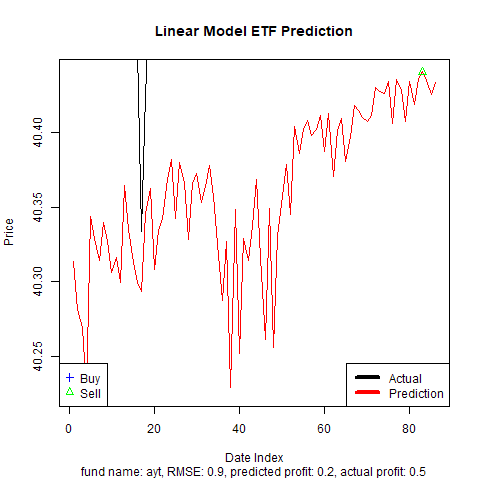 Linear Model ETF Prediction
Price
40.40
40.35
40.30
40.25
Buy
Sell
Actual
Prediction
0
20
40
60
80
Date Index
fund name: ayt, RMSE: 0.9, predicted profit: 0.2, actual profit: 0.5